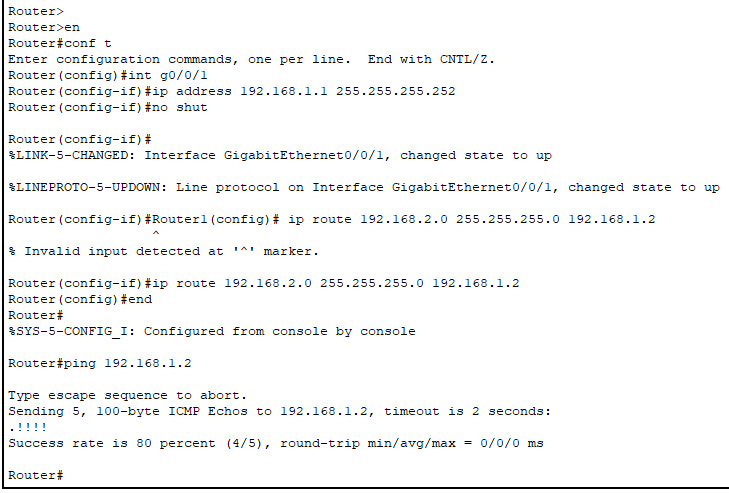 Router>
Router>en
Router#conf t
Enter configuration commands, one per line.  End with CNTL/Z.
Router(config)#int g0/0/1
Router(config-if)#ip address 192.168.1.1 255.255.255.252
Router(config-if)#no shut
Router(config-if)#
%LINK-5-CHANGED: Interface GigabitEthernet0/0/1, changed state to up
%LINEPROTO-5-UPDOWN: Line protocol on Interface GigabitEthernet0/0/1, changed state to up
Router(config-if)#Router1(config)# ip route 192.168.2.0 255.255.255.0 192.168.1.2
^
% Invalid input detected at '^' marker.
Router(config-if)#ip route 192.168.2.0 255.255.255.0 192.168.1.2
Router(config)#end
Router#
%SYS-5-CONFIG_I: Configured from console by console
Router#ping 192.168.1.2
Type escape sequence to abort.
Sending 5, 100-byte ICMP Echos to 192.168.1.2, timeout is 2 seconds:
.!!!!
Success rate is 80 percent (4/5), round-trip min/avg/max = 0/0/0 ms
Router#